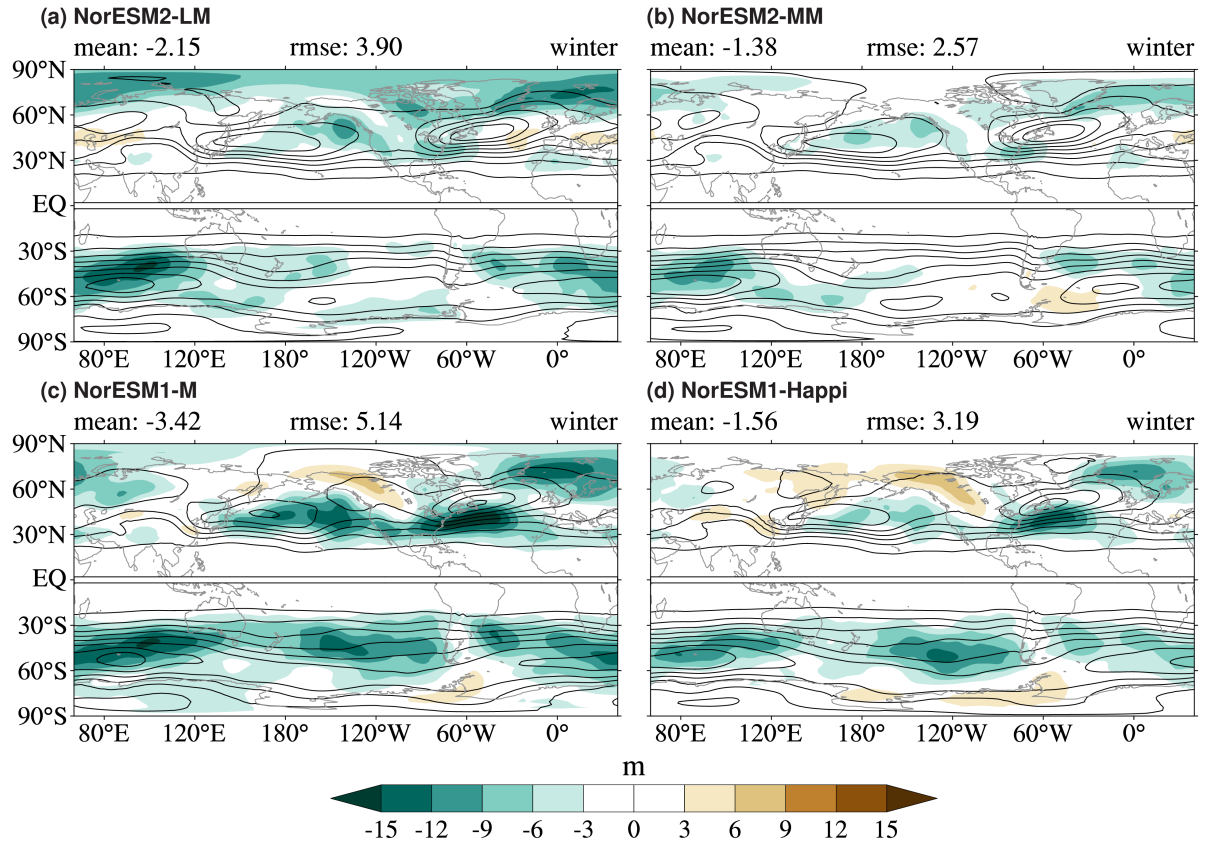 (a) NorESM2-LM
(b) NorESM2-MM
mean: -2.15 rmse: 3.90 winter
mean: -1.38 rmse: 2.57 winter
90°N
60°N
30°N
EQ
30°S
60°S
90°S
80°E 120°E 180° 120°W 60°W 0°
80°E 120°E 180° 120°W 60°W 0°
(c) NorESM1-M
(d) NorESM1-Happi
mean: -3.42 rmse: 5.14 winter
mean: -1.56 rmse: 3.19 winter
90°N
60°N
30°N
EQ
30°S
60°S
90°S
80°E 120°E 180° 120°W 60°W 0°
80°E 120°E 180° 120°W 60°W 0°
m
-15 -12 -9 -6 -3 0 3 6 9 12 15